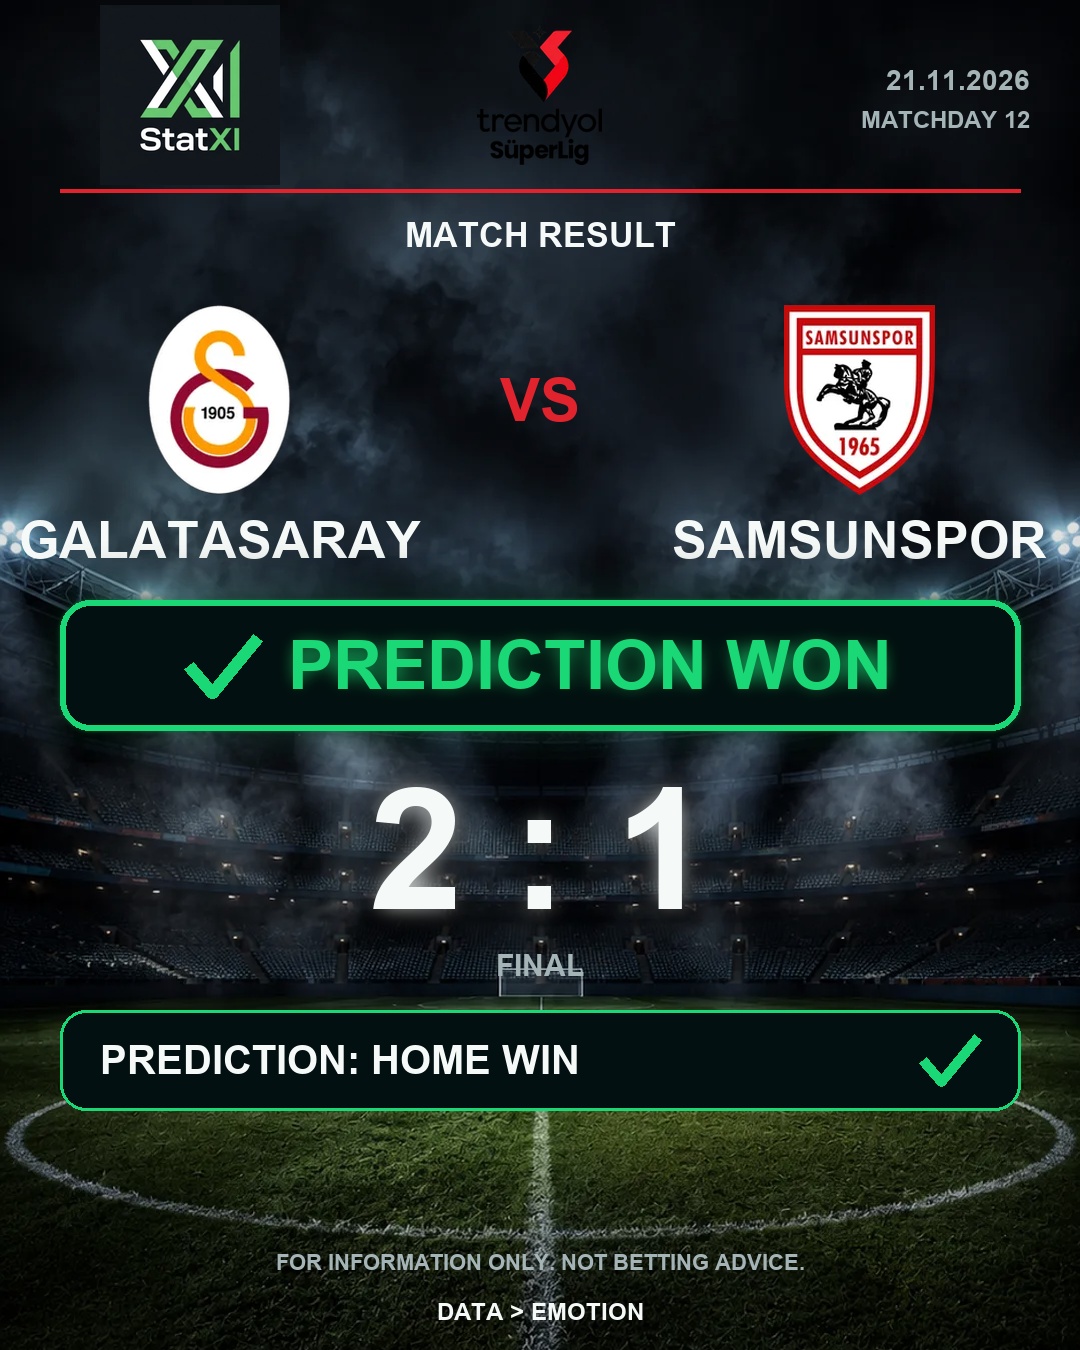 StatXI
trendyol
SüperLig
21.11.2026
MATCHDAY 12
MATCH RESULT
1905
VS
SAMSUNSPOR
1965
GALATASARAY
SAMSUNSPOR
PREDICTION WON
2 : 1
FINAL
PREDICTION: HOME WIN
FOR INFORMATION ONLY. NOT BETTING ADVICE.
DATA > EMOTION